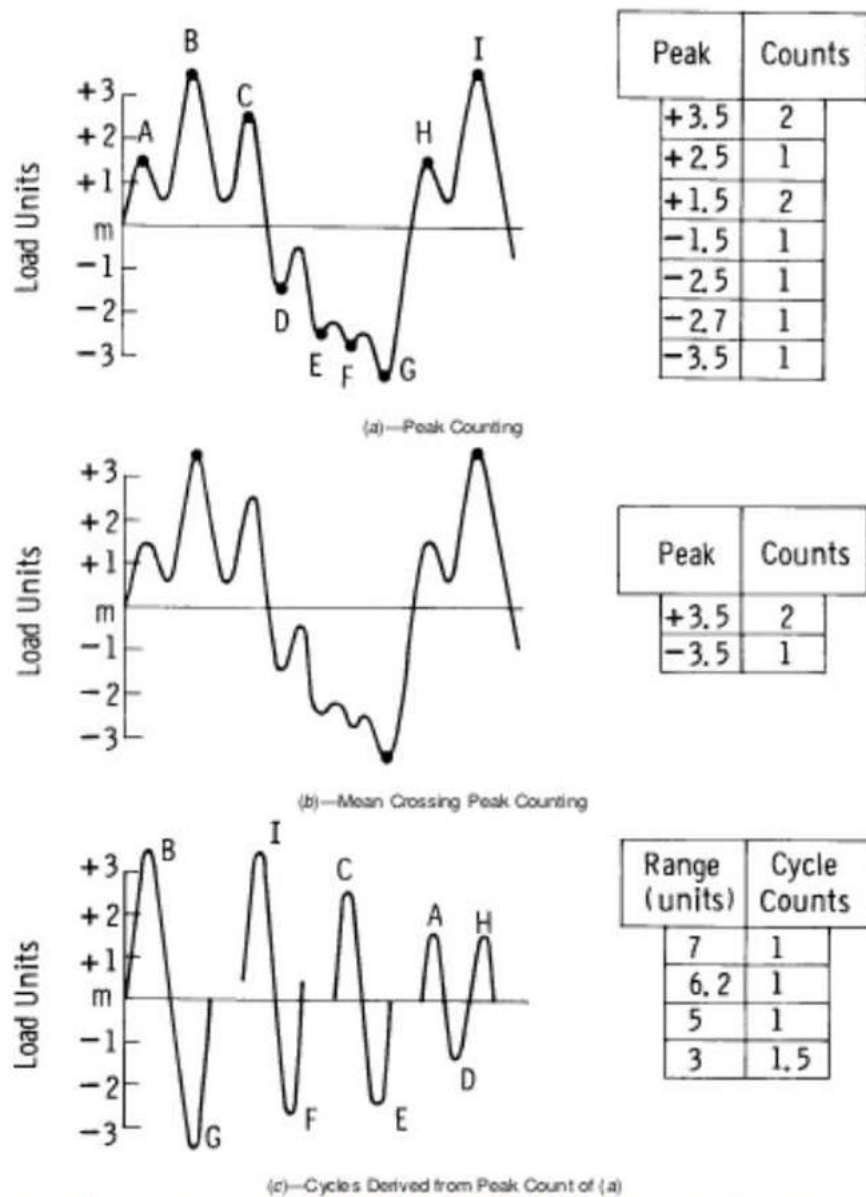 Load Units
+3
+2
+1
m
−1
−2
−3
A
B
C
D
E
F
G
H
I
Peak Counts
+3.5 2
+2.5 1
+1.5 2
−1.5 1
−2.5 1
−2.7 1
−3.5 1
(a)—Peak Counting
Load Units
+3
+2
+1
m
−1
−2
−3
Peak Counts
+3.5 2
−3.5 1
(b)—Mean Crossing Peak Counting
Load Units
+3
+2
+1
m
−1
−2
−3
B
G
I
F
C
E
A
D
H
Range (units) Cycle Counts
7 1
6.2 1
5 1
3 1.5
(c)—Cycles Derived from Peak Count of (a)